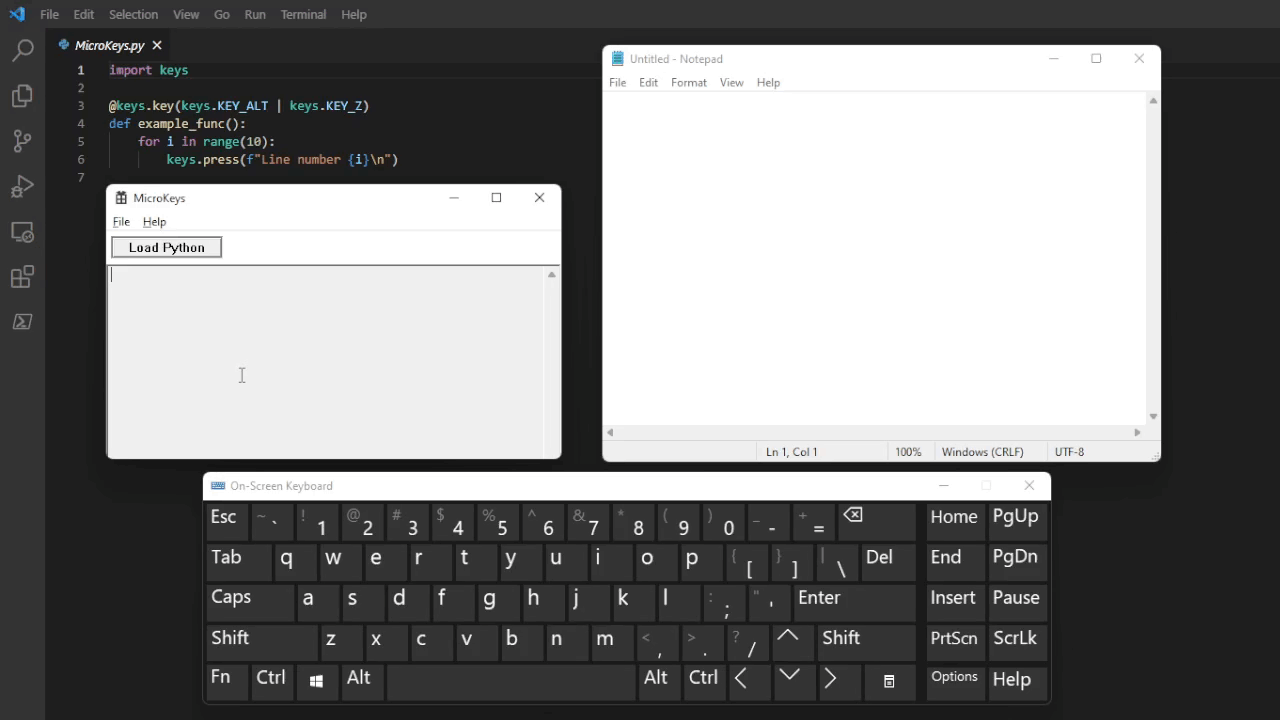 File Edit Selection View Go Run Terminal Help
MicroKeys.py
1 import keys
2
3 @keys.key(keys.KEY_ALT | keys.KEY_Z)
4 def example_func():
5 for i in range(10):
6 keys.press(f"Line number {i}\n")
7
MicroKeys
File Help
Load Python
Untitled - Notepad
File Edit Format View Help
Ln 1, Col 1 100% Windows (CRLF) UTF-8
On-Screen Keyboard
Esc ~ ` ! 1 @ 2 # 3 $ 4 % 5 ^ 6 & 7 * 8 ( 9 ) 0 _ - + = Home PgUp
Tab q w e r t y u i o p { [ } ] | \ Del End PgDn
Caps a s d f g h j k l : ; " ' Enter Insert Pause
Shift z x c v b n m < , > . ? / Shift PrtScn ScrLk
Fn Ctrl Alt Alt Ctrl Options Help